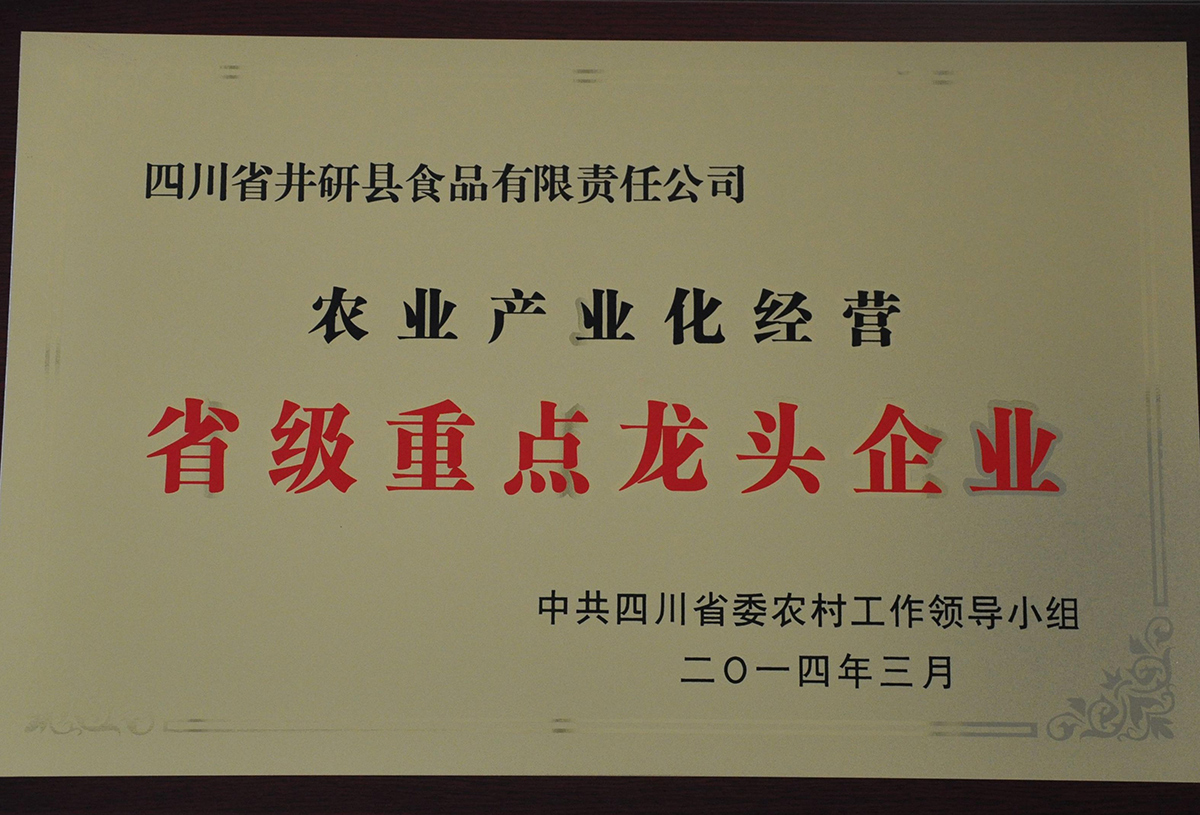 四川省井研县食品有限责任公司
农业产业化经营
省级重点龙头企业
中共四川省委农村工作领导小组
二〇一四年三月